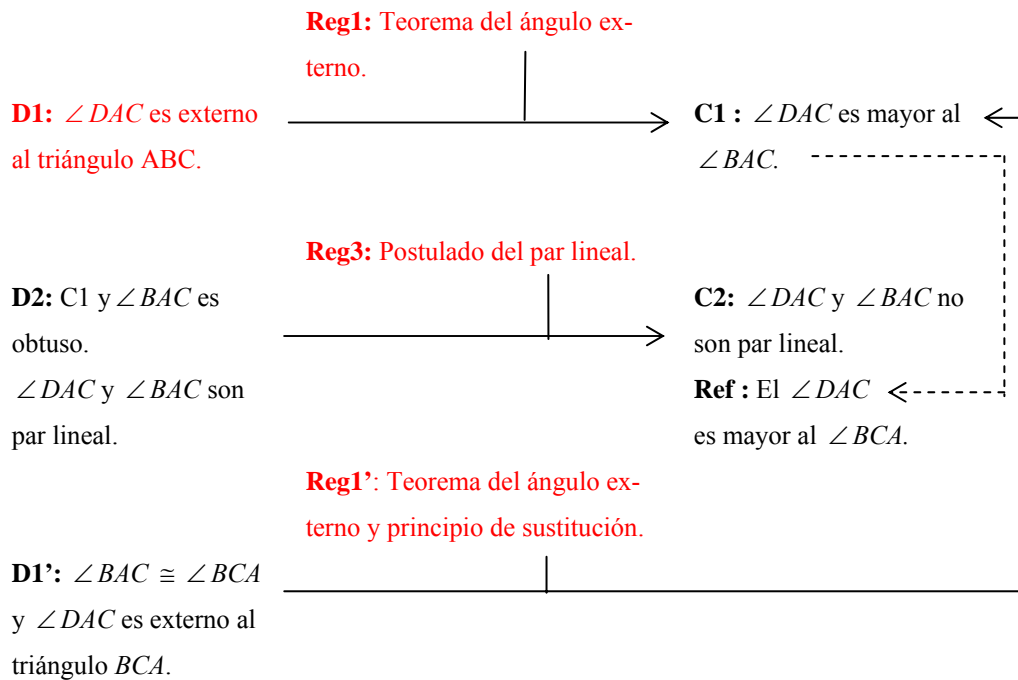 Reg1: Teorema del ángulo ex-
terno.
D1: ∠ DAC es externo
al triángulo ABC.
C1 : ∠ DAC es mayor al
∠ BAC.
Reg3: Postulado del par lineal.
D2: C1 y ∠ BAC es
obtuso.
∠ DAC y ∠ BAC son
par lineal.
C2: ∠ DAC y ∠ BAC no
son par lineal.
Ref : El ∠ DAC
es mayor al ∠ BCA.
Reg1’: Teorema del ángulo ex-
terno y principio de sustitución.
D1’: ∠ BAC ≅ ∠ BCA
y ∠ DAC es externo al
triángulo BCA.